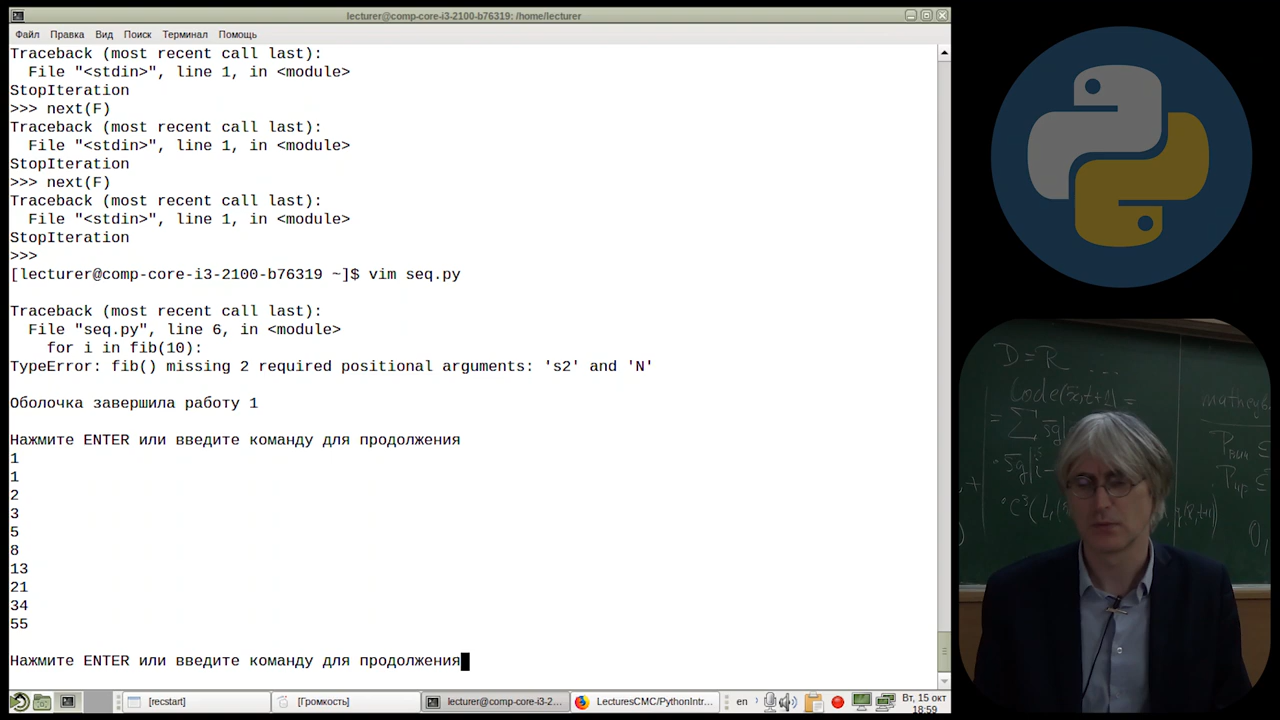 lecturer@comp-core-i3-2100-b76319: /home/lecturer
Файл Правка Вид Поиск Терминал Помощь
Traceback (most recent call last):
File "<stdin>", line 1, in <module>
StopIteration
>>> next(F)
Traceback (most recent call last):
File "<stdin>", line 1, in <module>
StopIteration
>>> next(F)
Traceback (most recent call last):
File "<stdin>", line 1, in <module>
StopIteration
>>>
[lecturer@comp-core-i3-2100-b76319 ~]$ vim seq.py
Traceback (most recent call last):
File "seq.py", line 6, in <module>
for i in fib(10):
TypeError: fib() missing 2 required positional arguments: 's2' and 'N'
Оболочка завершила работу 1
Нажмите ENTER или введите команду для продолжения
1
1
2
3
5
8
13
21
34
55
Нажмите ENTER или введите команду для продолжения
[recstart] [Громкость] lecturer@comp-core-i3-2... LecturesCMC/PythonIntr... en Вт, 15 окт
18:59
D = R ...
Code( t+1) =
= Σ